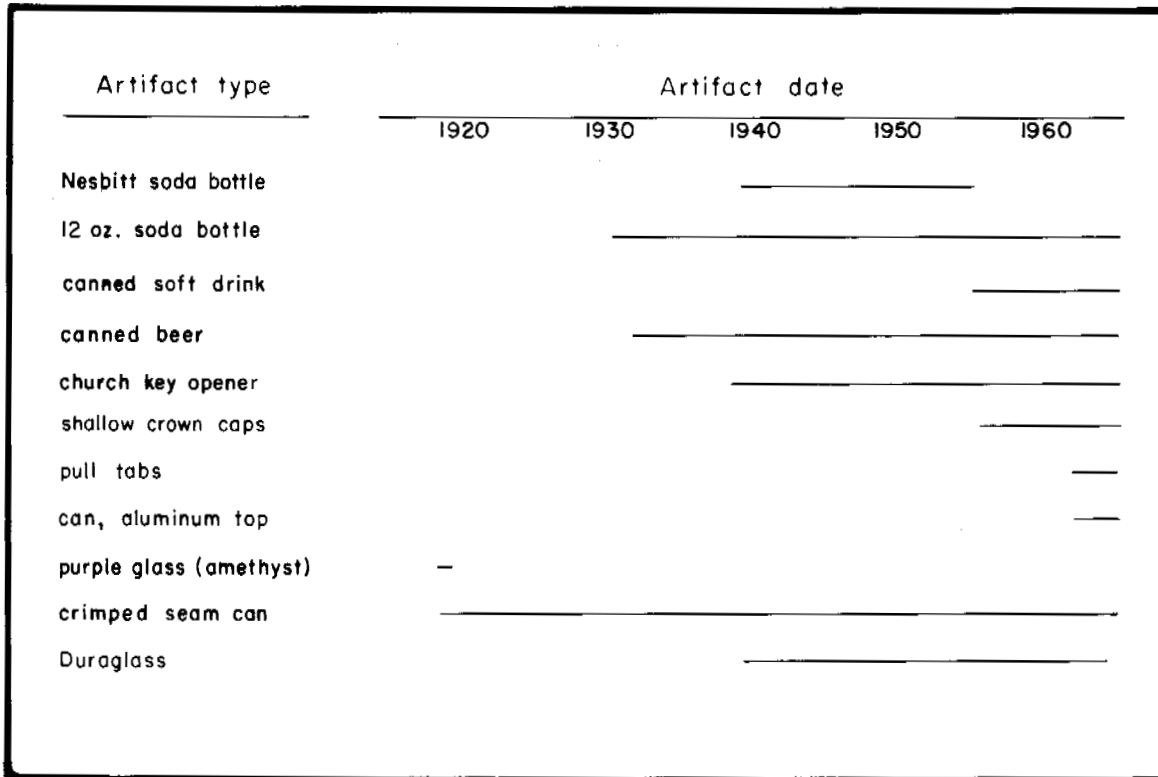 Artifact type Artifact date
1920 1930 1940 1950 1960
Nesbitt soda bottle
12 oz. soda bottle
canned soft drink
canned beer
church key opener
shallow crown caps
pull tabs
can, aluminum top
purple glass (amethyst)
crimped seam can
Duraglass